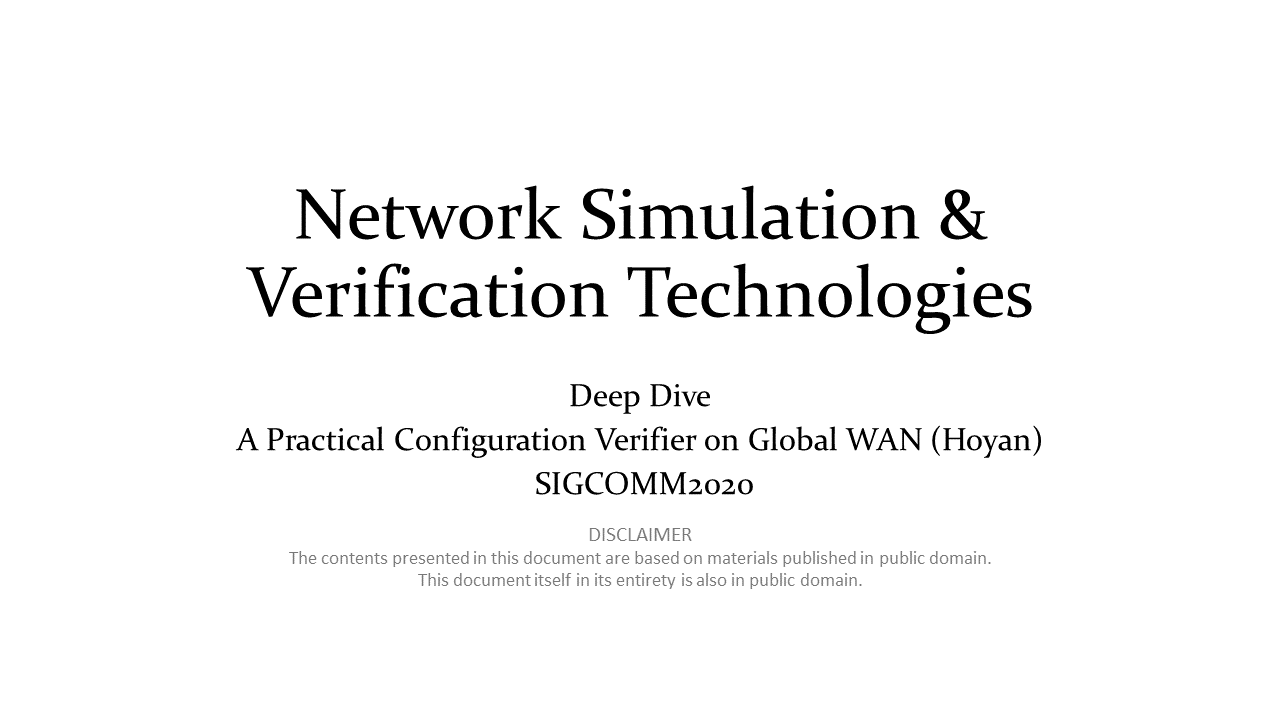 Network Simulation &
Verification Technologies
Deep Dive
A Practical Configuration Verifier on Global WAN (Hoyan)
SIGCOMM2020
DISCLAIMER
The contents presented in this document are based on materials published in public domain.
This document itself in its entirety is also in public domain.